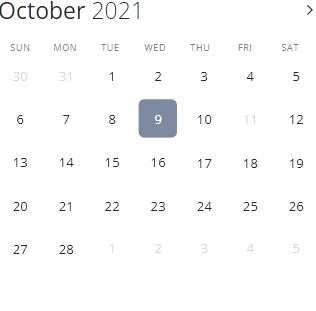 October 2021
SUN MON TUE WED THU FRI SAT
30 31 1 2 3 4 5
6 7 8 9 10 11 12
13 14 15 16 17 18 19
20 21 22 23 24 25 26
27 28 1 2 3 4 5